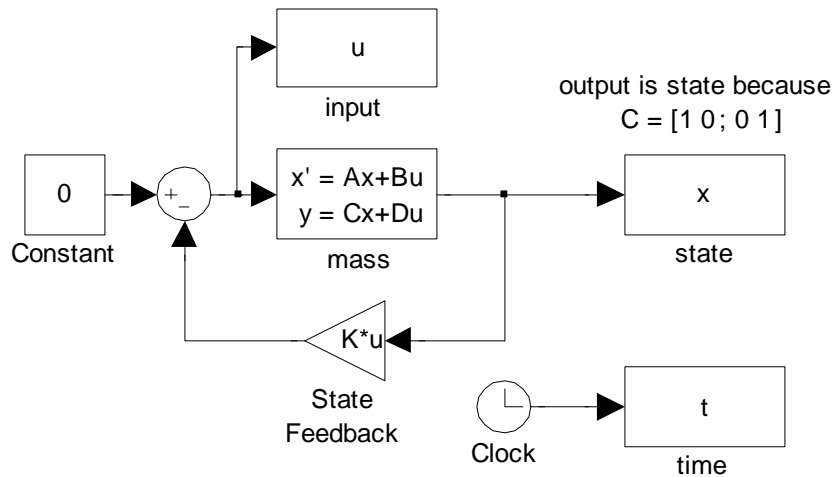 u
input
output is state because
C = [1 0 ; 0 1 ]
0
Constant
+
–
x' = Ax+Bu
y = Cx+Du
mass
x
state
K*u
State
Feedback
Clock
t
time